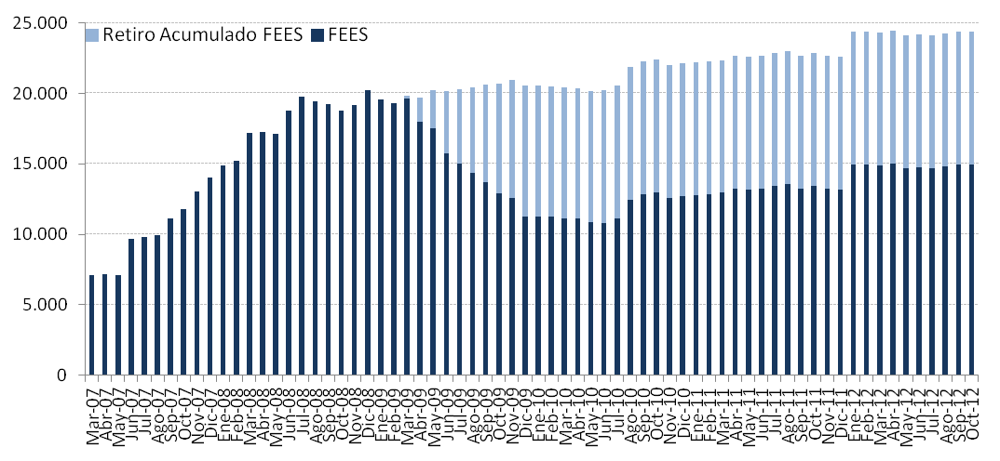 25.000
Retiro Acumulado FEES
FEES
20.000
15.000
10.000
5.000
0
Mar-07
Abr-07
May-07
Jun-07
Jul-07
Ago-07
Sep-07
Oct-07
Nov-07
Dic-07
Ene-08
Feb-08
Mar-08
Abr-08
May-08
Jun-08
Jul-08
Ago-08
Sep-08
Oct-08
Nov-08
Dic-08
Ene-09
Feb-09
Mar-09
Abr-09
May-09
Jun-09
Jul-09
Ago-09
Sep-09
Oct-09
Nov-09
Dic-09
Ene-10
Feb-10
Mar-10
Abr-10
May-10
Jun-10
Jul-10
Ago-10
Sep-10
Oct-10
Nov-10
Dic-10
Ene-11
Feb-11
Mar-11
Abr-11
May-11
Jun-11
Jul-11
Ago-11
Sep-11
Oct-11
Nov-11
Dic-11
Ene-12
Feb-12
Mar-12
Abr-12
May-12
Jun-12
Jul-12
Ago-12
Sep-12
Oct-12